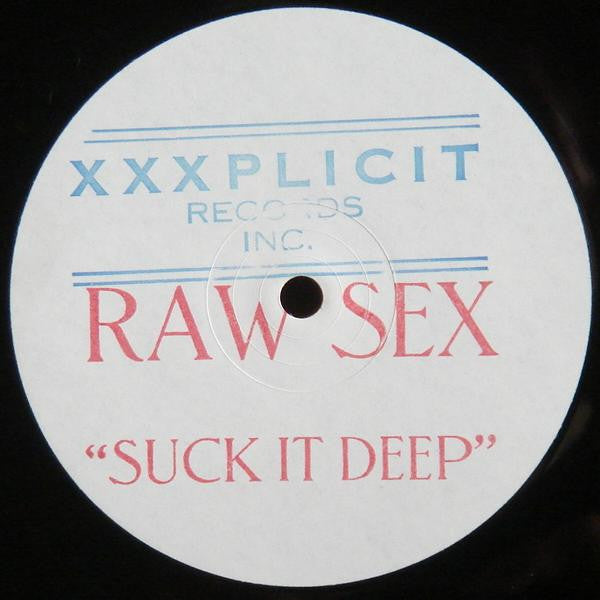 XXXPLICIT
RECORDS
INC.
RAW SEX
“SUCK IT DEEP”